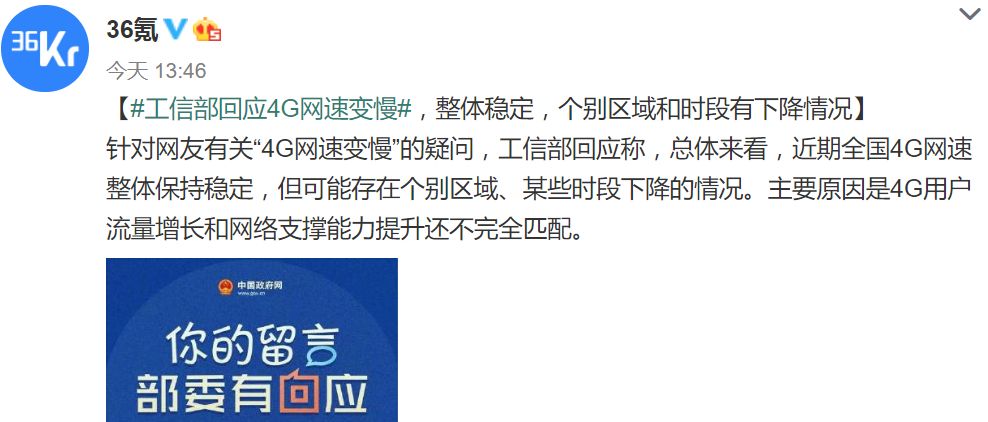 36Kr
36氪
今天 13:46
【#工信部回应4G网速变慢#，整体稳定，个别区域和时段有下降情况】
针对网友有关“4G网速变慢”的疑问，工信部回应称，总体来看，近期全国4G网速
整体保持稳定，但可能存在个别区域、某些时段下降的情况。主要原因是4G用户
流量增长和网络支撑能力提升还不完全匹配。
中国政府网
www.gov.cn
你的留言
部委有回应